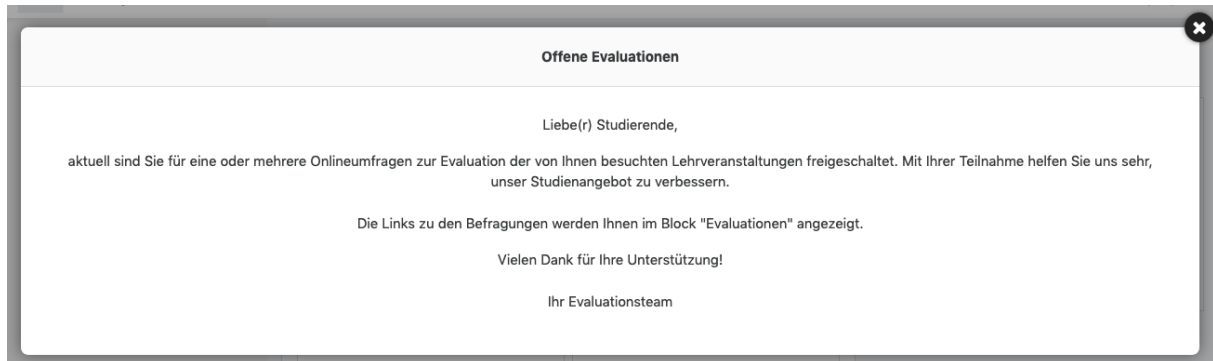 Offene Evaluationen
Liebe(r) Studierende,
aktuell sind Sie für eine oder mehrere Onlineumfragen zur Evaluation der von Ihnen besuchten Lehrveranstaltungen freigeschaltet. Mit Ihrer Teilnahme helfen Sie uns sehr,
unser Studienangebot zu verbessern.
Die Links zu den Befragungen werden Ihnen im Block "Evaluationen" angezeigt.
Vielen Dank für Ihre Unterstützung!
Ihr Evaluationsteam